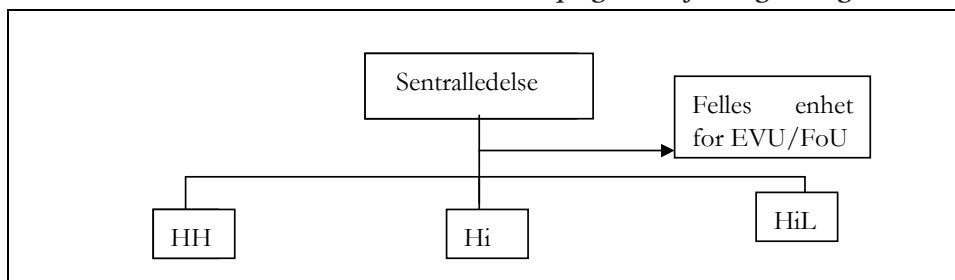 Sentralledelse
Felles enhet
for EVU/FoU
HH
Hi
HiL